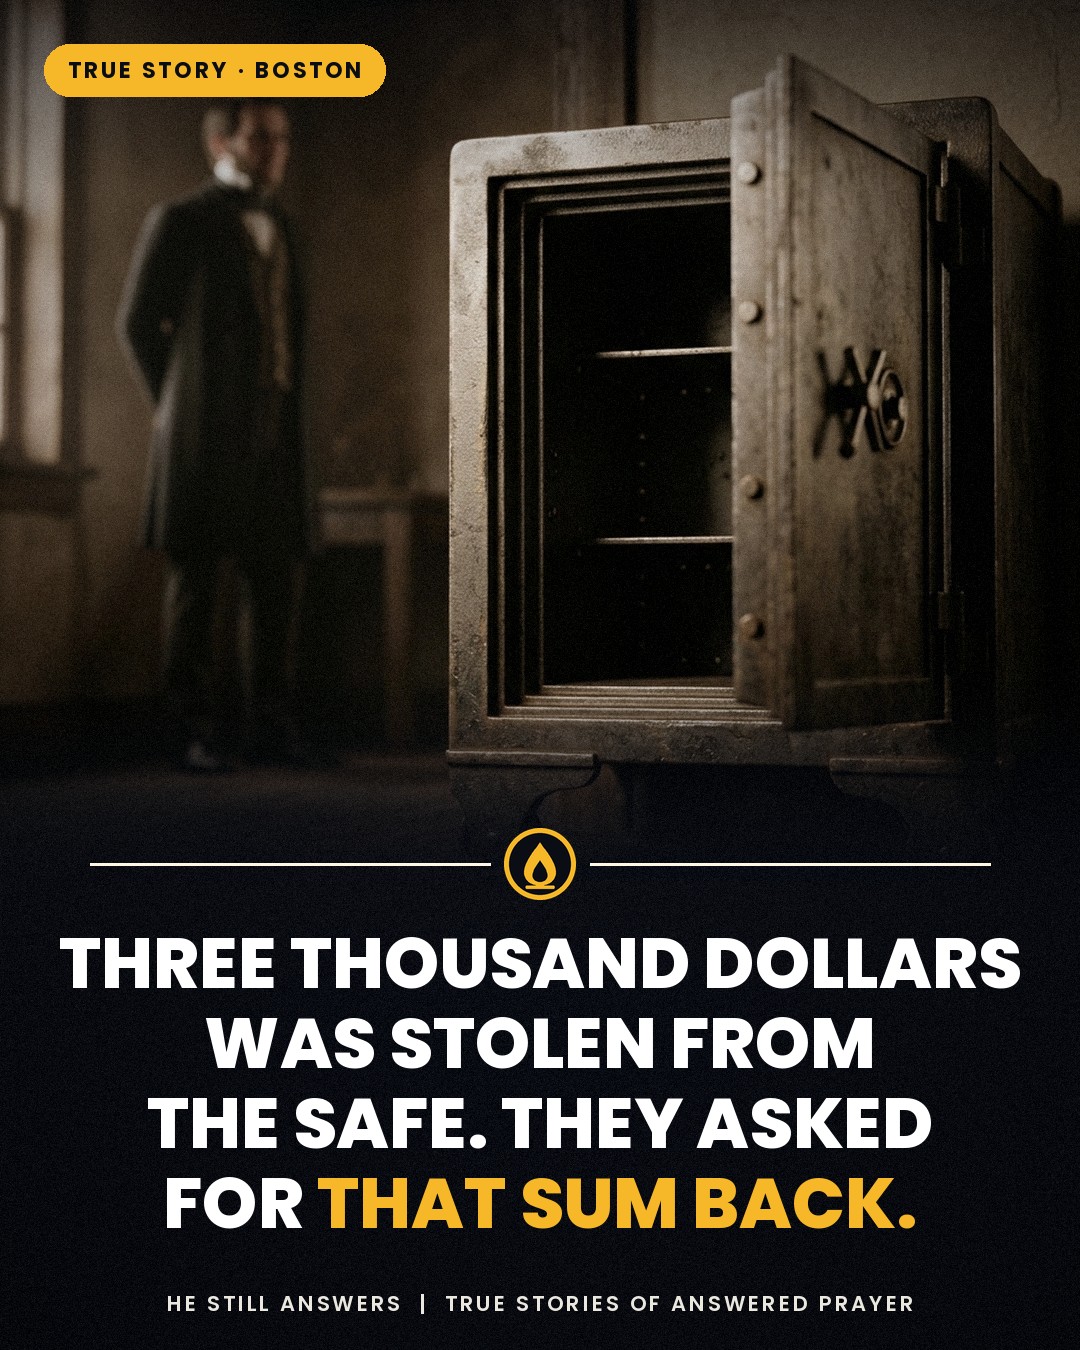 TRUE STORY · BOSTON
THREE THOUSAND DOLLARS
WAS STOLEN FROM
THE SAFE. THEY ASKED
FOR THAT SUM BACK.
HE STILL ANSWERS | TRUE STORIES OF ANSWERED PRAYER